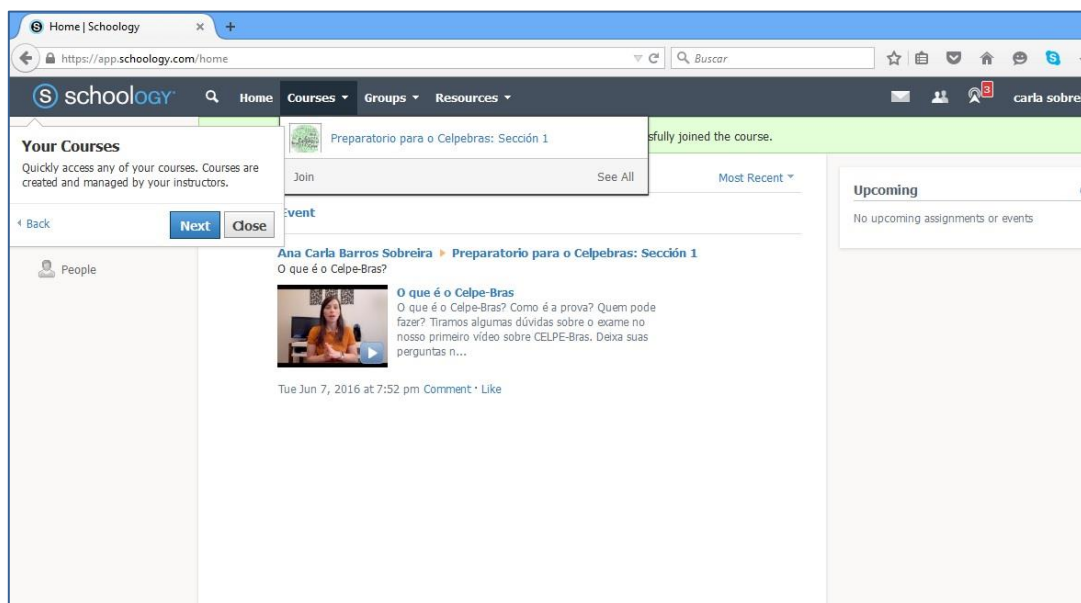 Home | Schoology
https://app.schoology.com/home
Buscar
S schoology
Home Courses Groups Resources
3
carla sobre
Preparatorio para o Celpebras: Sección 1
Join See All
sfully joined the course.
Your Courses
Quickly access any of your courses. Courses are
created and managed by your instructors.
Back Next Close
People
Most Recent
Event
Ana Carla Barros Sobreira Preparatorio para o Celpebras: Sección 1
O que é o Celpe-Bras?
O que é o Celpe-Bras
O que é o Celpe-Bras? Como é a prova? Quem pode
fazer? Tiramos algumas dúvidas sobre o exame no
nosso primeiro vídeo sobre CELPE-Bras. Deixa suas
perguntas n...
Tue Jun 7, 2016 at 7:52 pm Comment · Like
Upcoming
No upcoming assignments or events